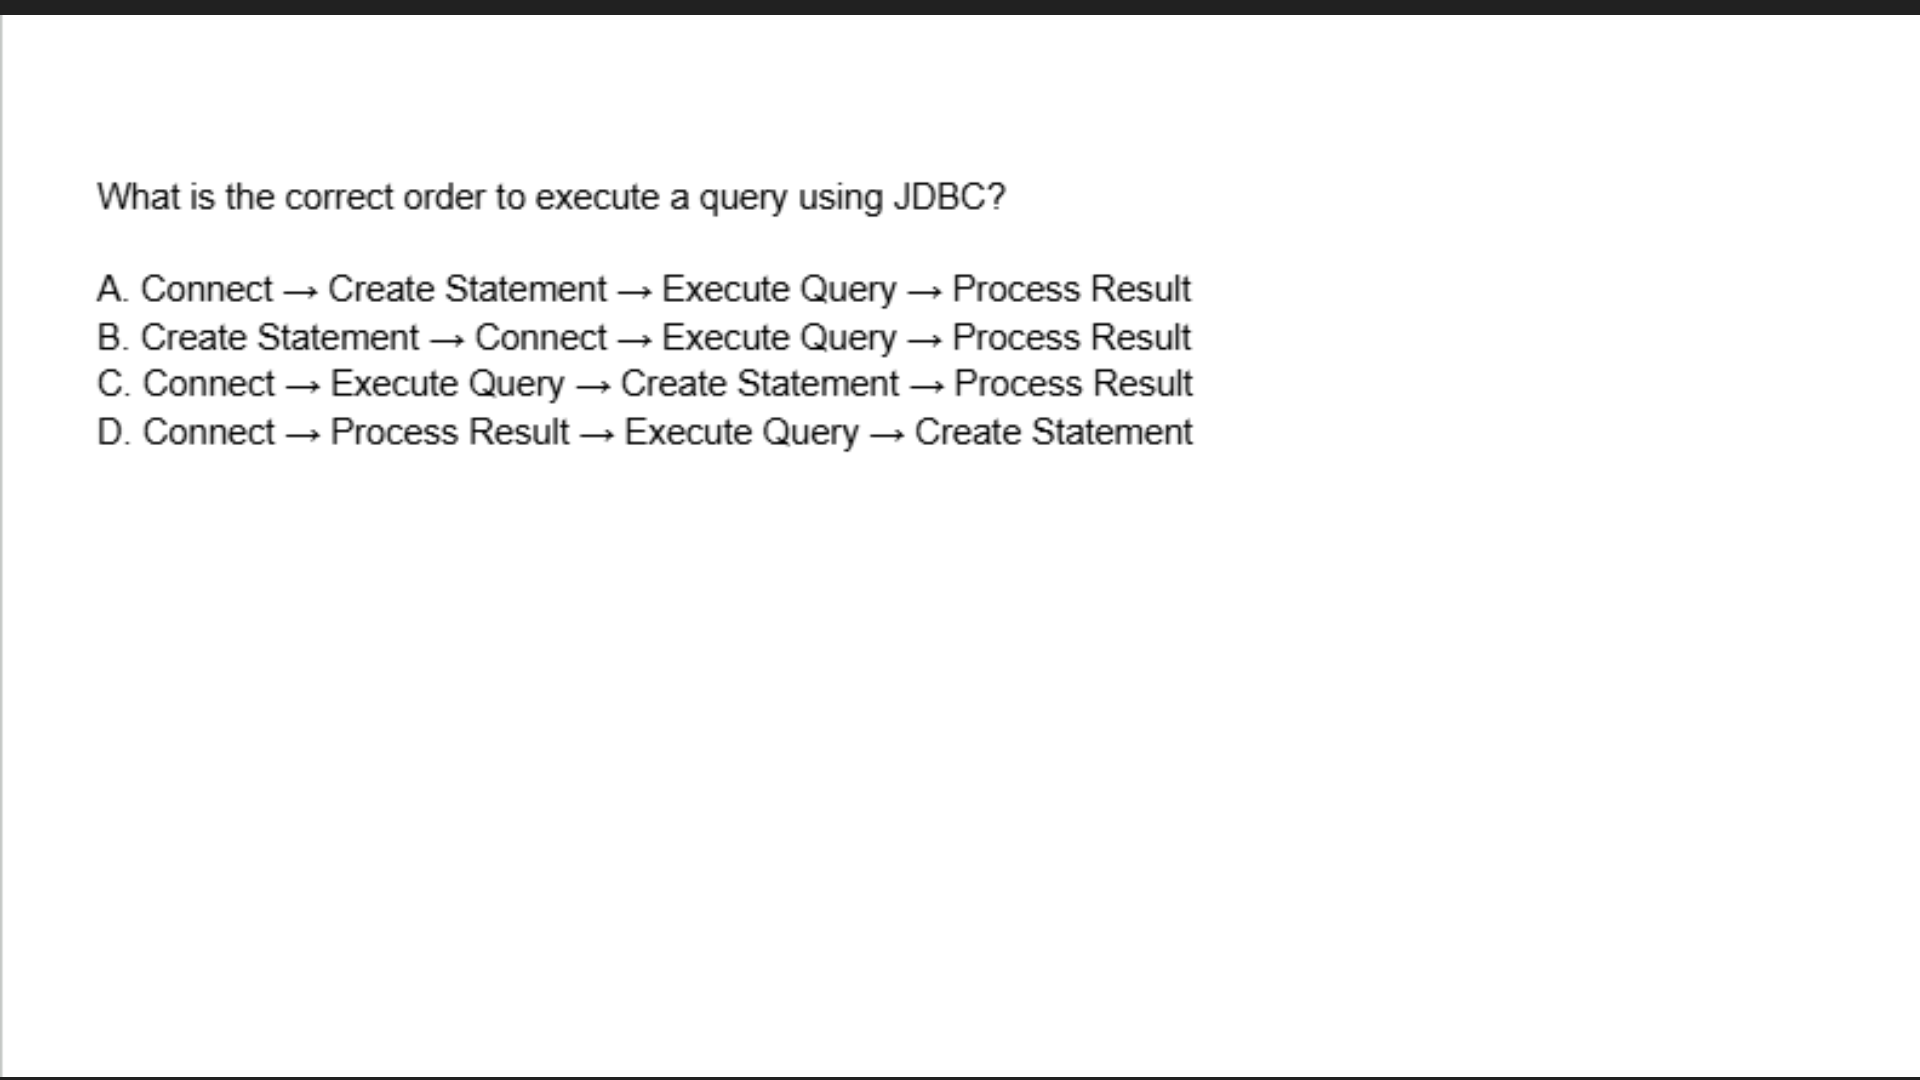 What is the correct order to execute a query using JDBC?
A. Connect → Create Statement → Execute Query → Process Result
B. Create Statement → Connect → Execute Query → Process Result
C. Connect → Execute Query → Create Statement → Process Result
D. Connect → Process Result → Execute Query → Create Statement